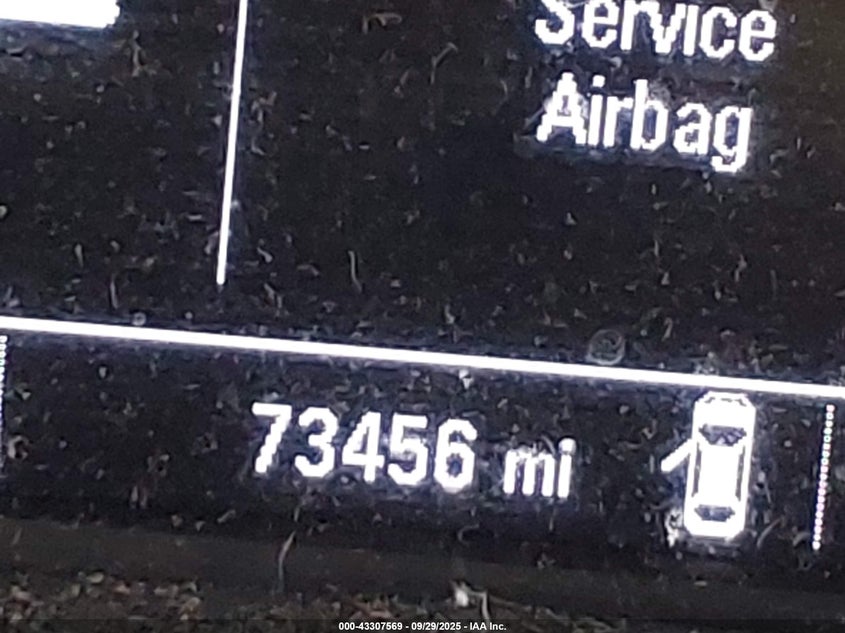 Service
Airbag
73456 mi
000-43307569 - 09/29/2025 - IAA Inc.